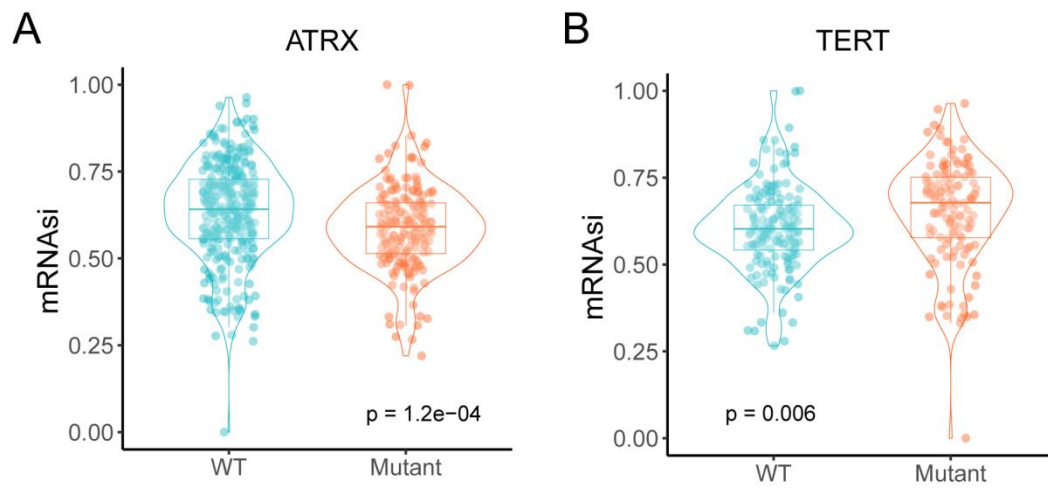 A
ATRX
mRNAsi
1.00
0.75
0.50
0.25
0.00
p = 1.2e−04
WT
Mutant
B
TERT
mRNAsi
1.00
0.75
0.50
0.25
0.00
p = 0.006
WT
Mutant